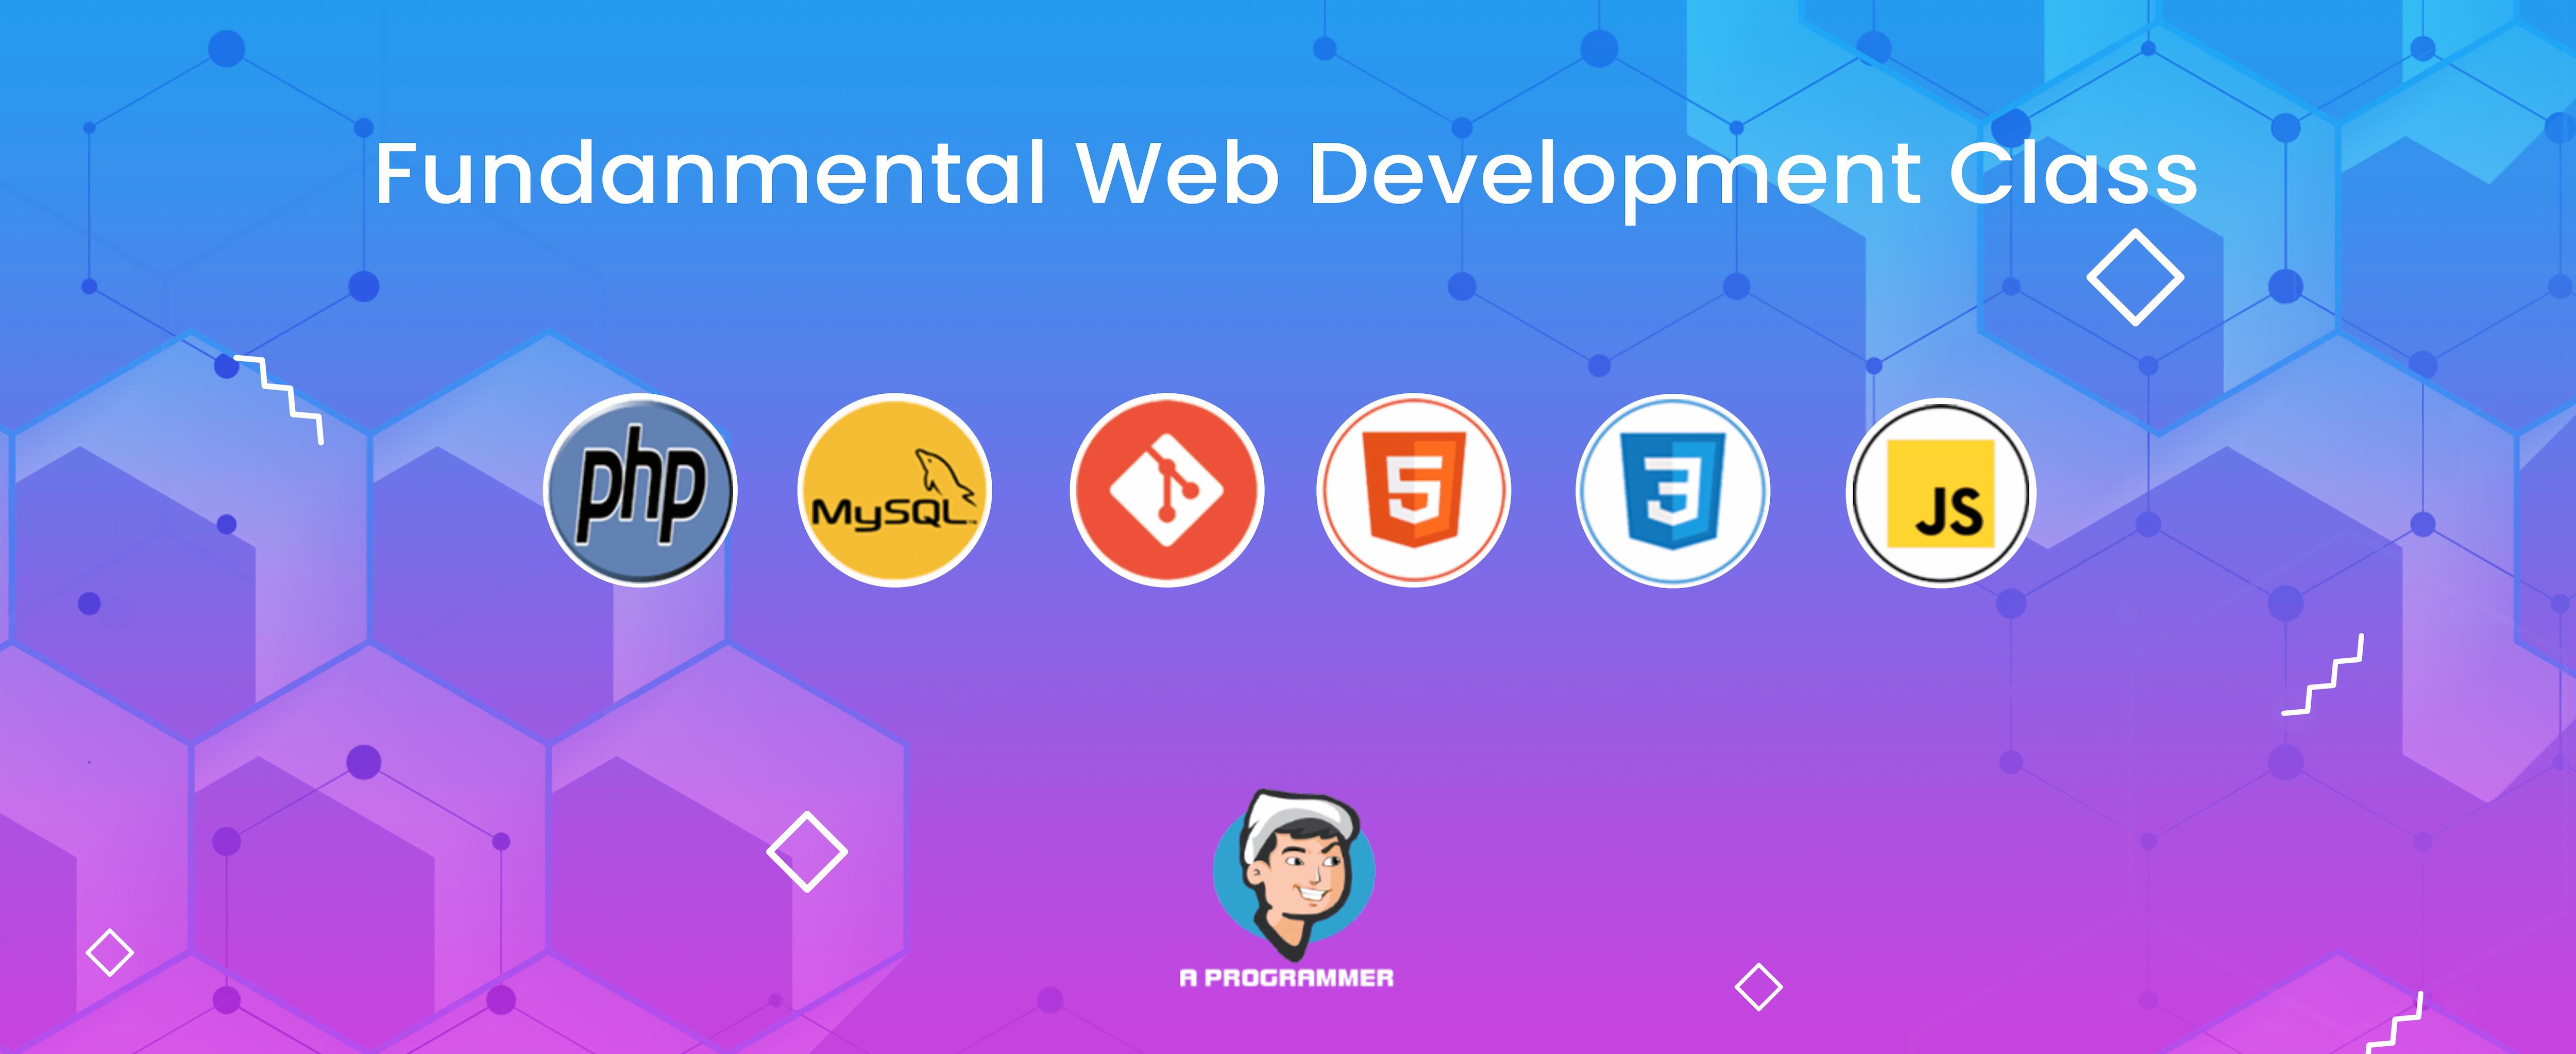 Fundanmental Web Development Class
php
MySQL
5
3
JS
A PROGRAMMER